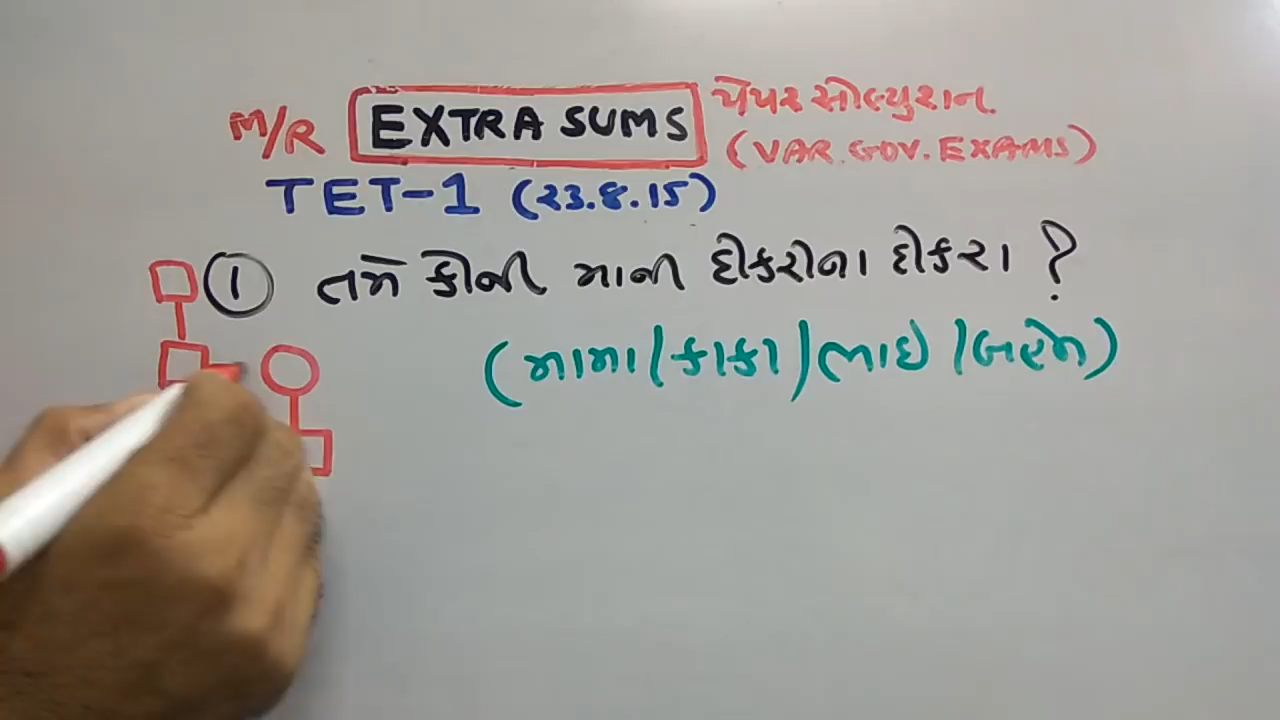 M/R EXTRA SUMS પેપર સોલ્યુશન
(VAR.GOV.EXAMS)
TET-1 (23.8.15)
① તમે કોની માની દીકરીના દીકરા ?
(મામા/કાકા/ભાઇ/બહેન)